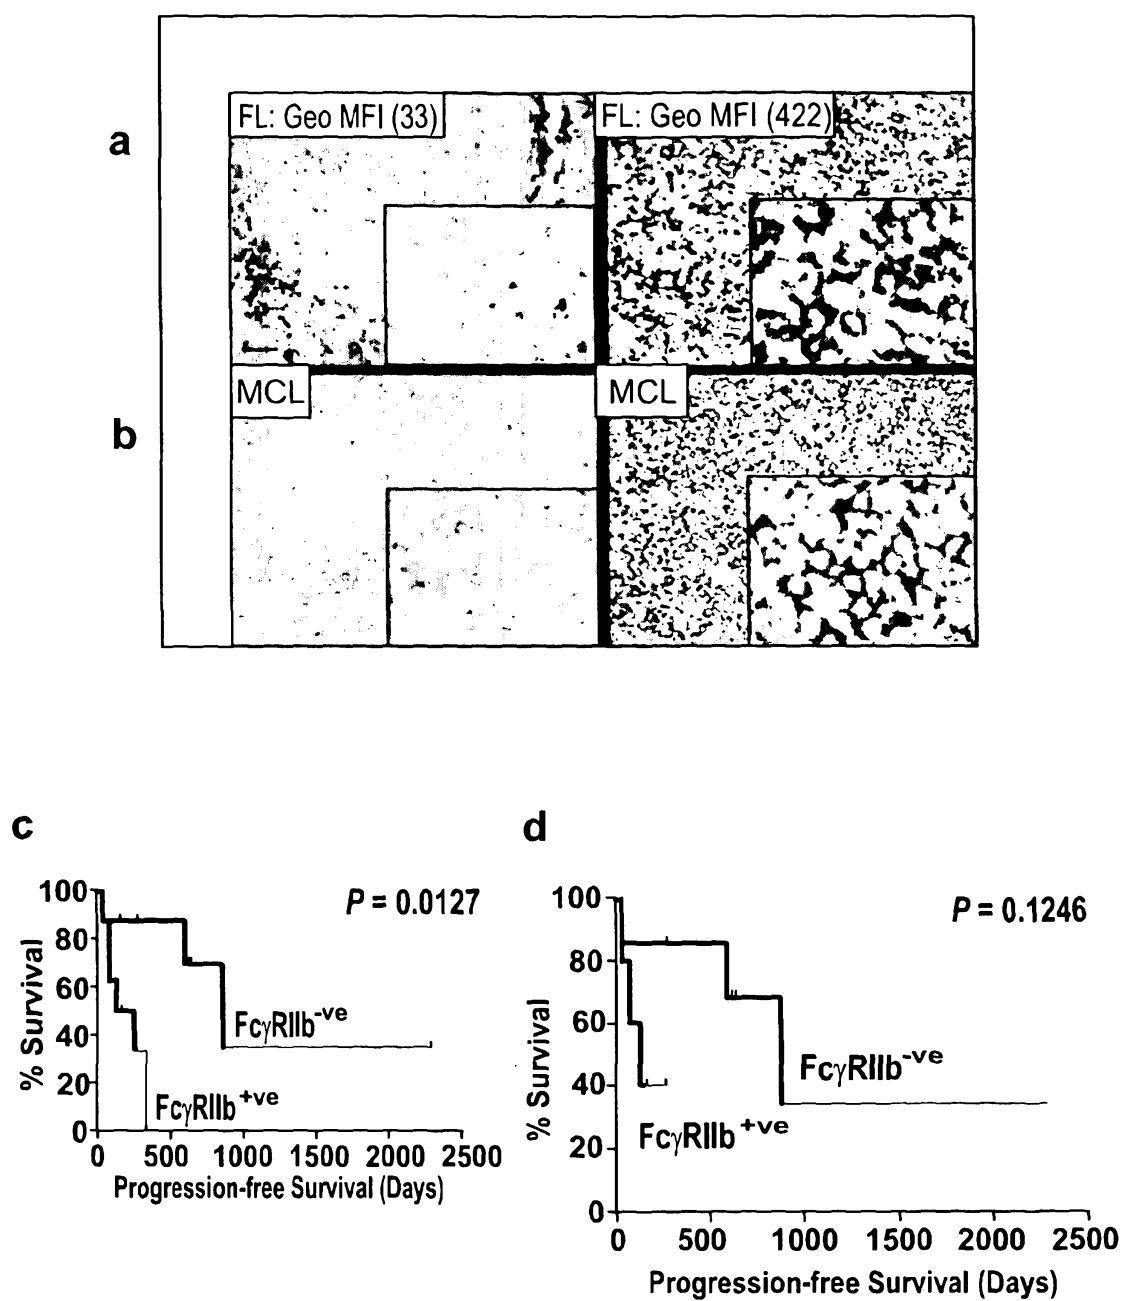 a
FL: Geo MFI (33)
FL: Geo MFI (422)
b
MCL
MCL
c
100
80
60
40
20
0
% Survival
P = 0.0127
FcγRIIb-ve
FcγRIIb+ve
0 500 1000 1500 2000 2500
Progression-free Survival (Days)
d
100
80
60
40
20
0
% Survival
P = 0.1246
FcγRIIb-ve
FcγRIIb+ve
0 500 1000 1500 2000 2500
Progression-free Survival (Days)